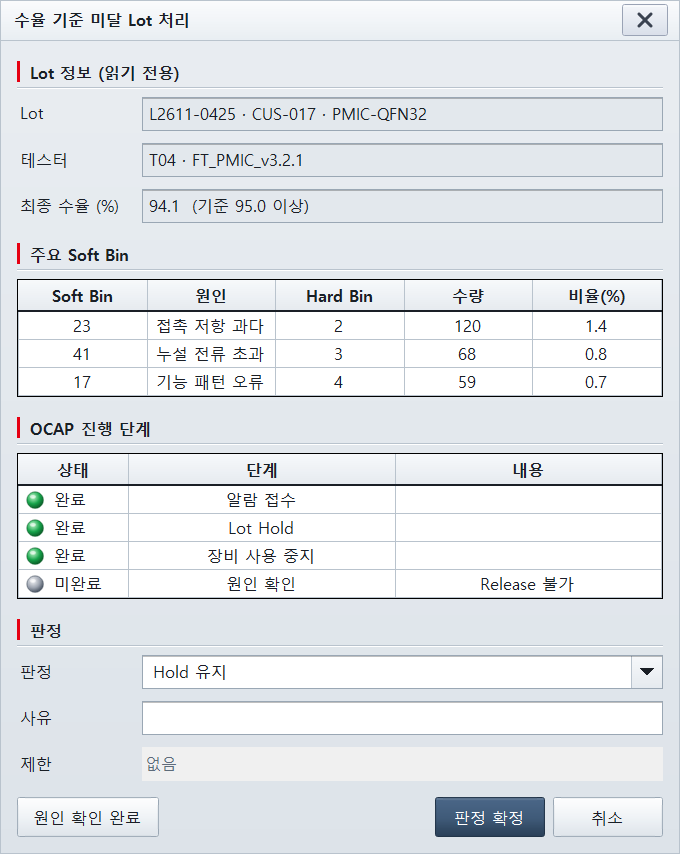 수율 기준 미달 Lot 처리
Lot 정보 (읽기 전용)
Lot L2611-0425 · CUS-017 · PMIC-QFN32
테스터 T04 · FT_PMIC_v3.2.1
최종 수율 (%) 94.1 (기준 95.0 이상)
주요 Soft Bin
Soft Bin 원인 Hard Bin 수량 비율(%)
23 접촉 저항 과다 2 120 1.4
41 누설 전류 초과 3 68 0.8
17 기능 패턴 오류 4 59 0.7
OCAP 진행 단계
상태 단계 내용
완료 알람 접수
완료 Lot Hold
완료 장비 사용 중지
미완료 원인 확인 Release 불가
판정
판정 Hold 유지
사유
제한 없음
원인 확인 완료 판정 확정 취소